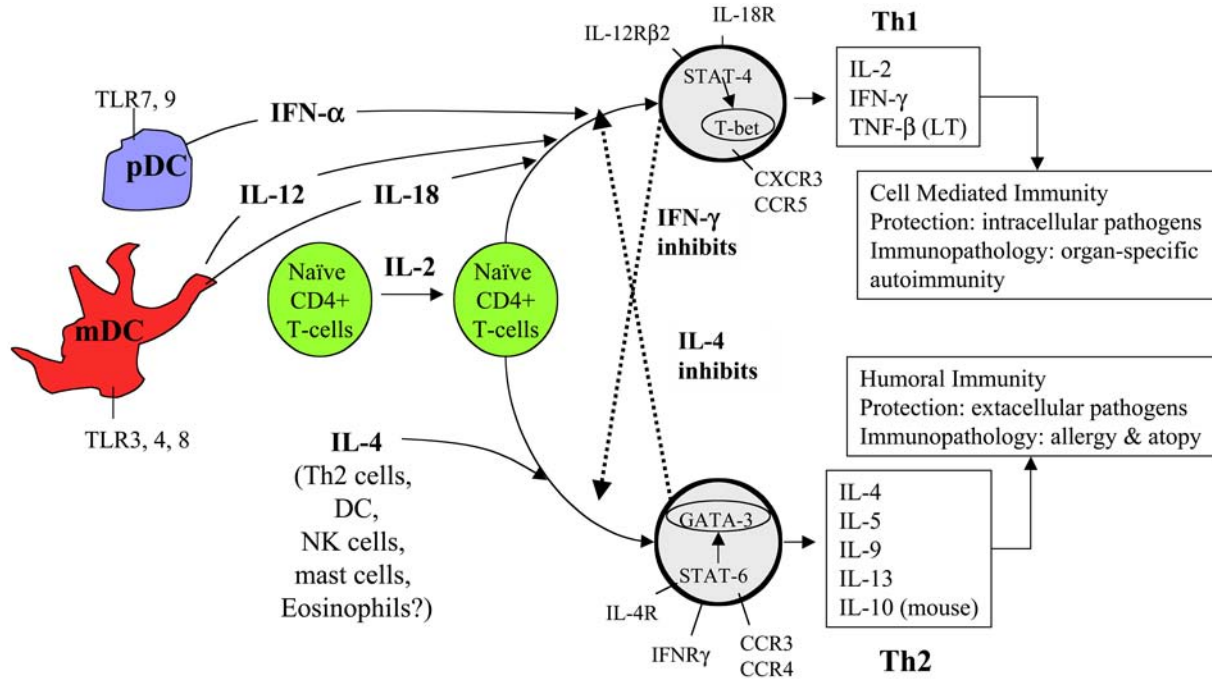 TLR7, 9
pDC
IFN-α
IL-12
IL-18
mDC
TLR3, 4, 8
Naïve
CD4+
T-cells
IL-2
Naïve
CD4+
T-cells
IL-4
(Th2 cells,
DC,
NK cells,
mast cells,
Eosinophils?)
IL-12Rβ2
IL-18R
STAT-4
T-bet
CXCR3
CCR5
IFN-γ
inhibits
IL-4
inhibits
GATA-3
STAT-6
IL-4R
IFNRγ
CCR3
CCR4
Th1
IL-2
IFN-γ
TNF-β (LT)
Cell Mediated Immunity
Protection: intracellular pathogens
Immunopathology: organ-specific
autoimmunity
Humoral Immunity
Protection: extacellular pathogens
Immunopathology: allergy & atopy
IL-4
IL-5
IL-9
IL-13
IL-10 (mouse)
Th2